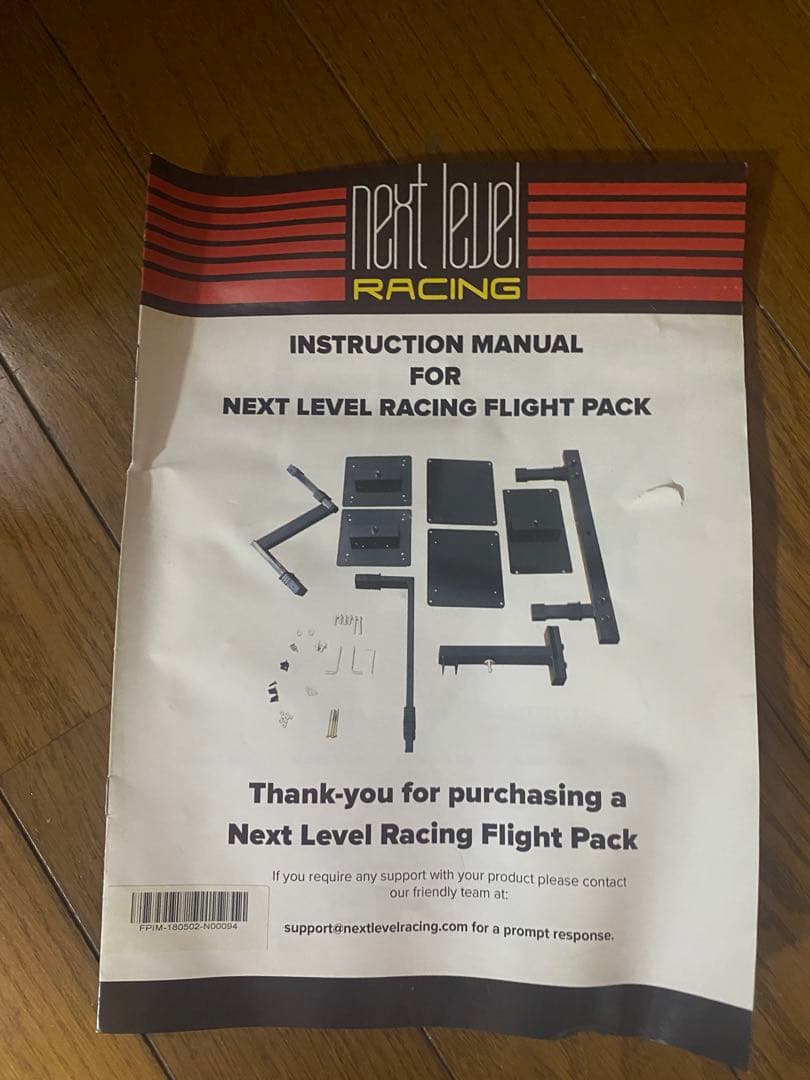 next level
RACING
INSTRUCTION MANUAL
FOR
NEXT LEVEL RACING FLIGHT PACK
Thank-you for purchasing a
Next Level Racing Flight Pack
If you require any support with your product please contact
our friendly team at:
support@nextlevelracing.com for a prompt response.
FPIM-180502-N00094